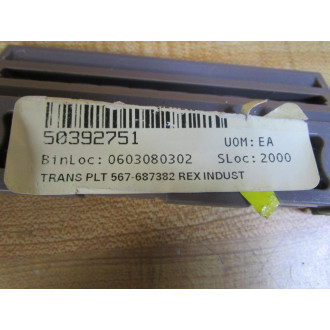 50392751 UOM: EA
BinLoc: 0603080302 SLoc: 2000
TRANS PLT 567-687382 REX INDUST